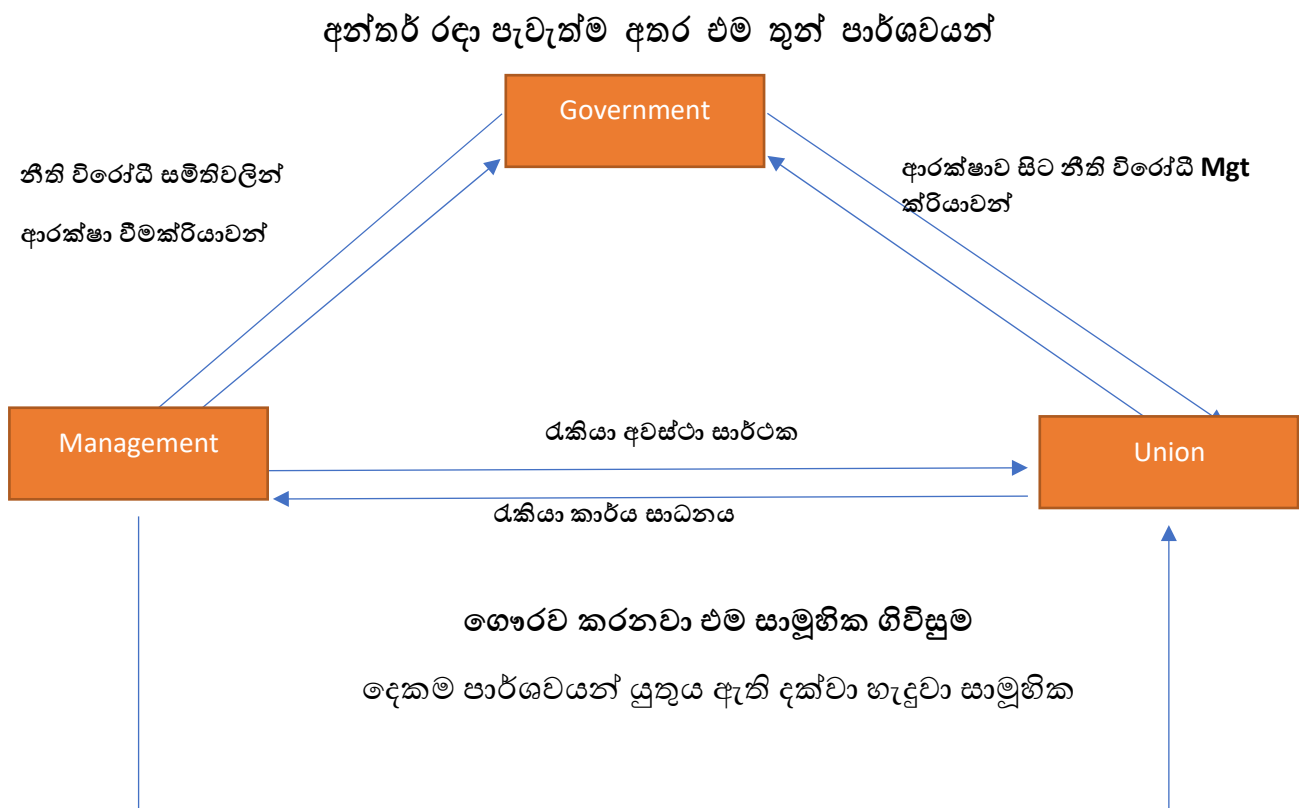 අන්තර් රඳා පැවැත්ම අතර එම තුන් පාර්ශවයන්
Government
නීති විරෝධී සමිතිවලින්
ආරක්ෂා වීමක්‍රියාවන්
ආරක්ෂාව සිට නීති විරෝධී Mgt
ක්‍රියාවන්
Management
රැකියා අවස්ථා සාර්ථක
Union
රැකියා කාර්ය සාධනය
ගෞරව කරනවා එම සාමූහික ගිවිසුම
දෙකම පාර්ශවයන් යුතුය ඇති දක්වා හැදුවා සාමූහික